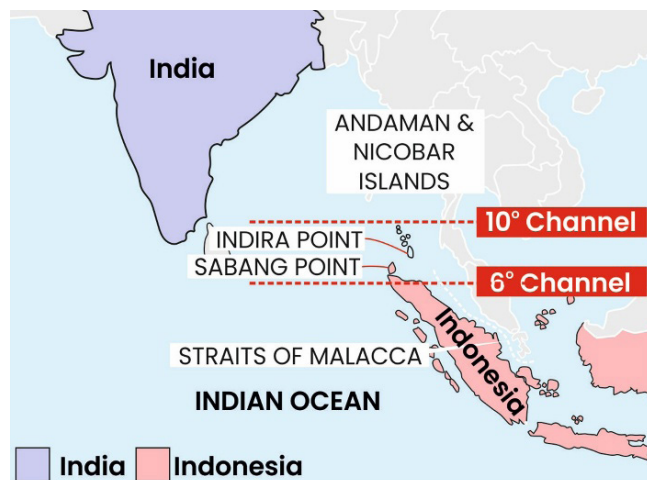 India
ANDAMAN &
NICOBAR
ISLANDS
10° Channel
INDIRA POINT
SABANG POINT
6° Channel
Indonesia
STRAITS OF MALACCA
INDIAN OCEAN
India
Indonesia